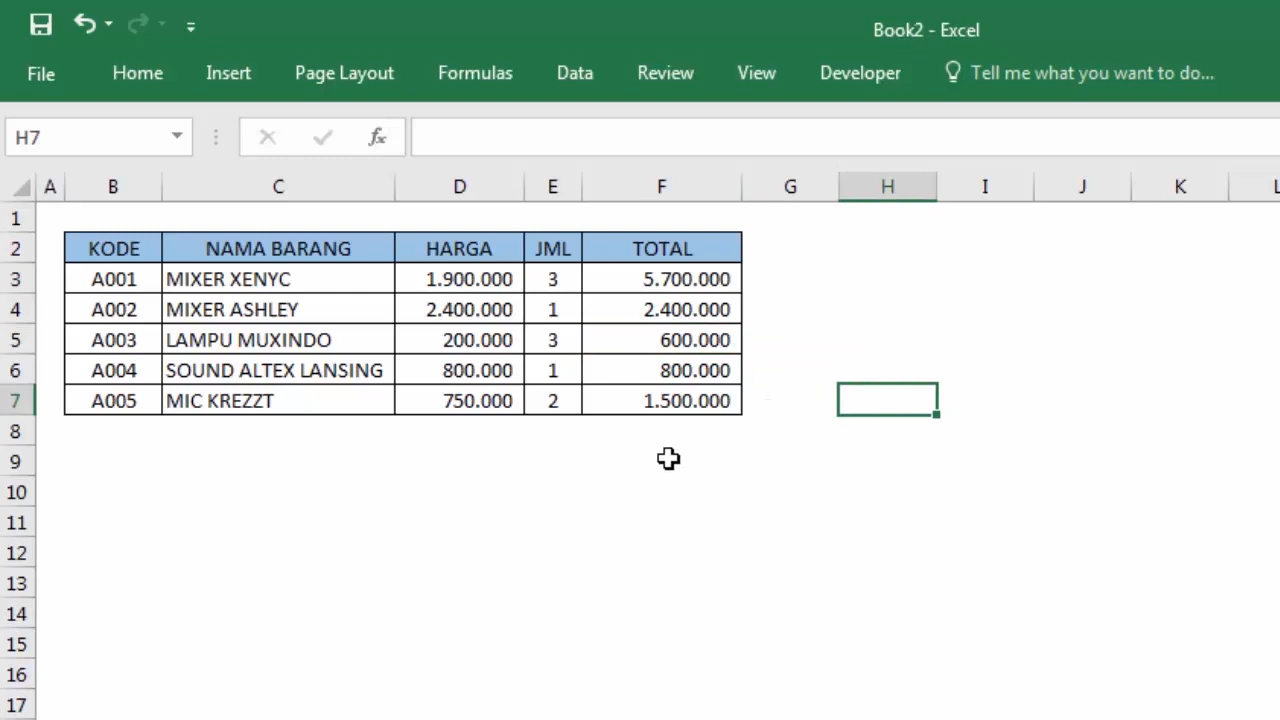 Book2 - Excel
File Home Insert Page Layout Formulas Data Review View Developer Tell me what you want to do...
H7 fx
A B C D E F G H I J K L
1
2 KODE NAMA BARANG HARGA JML TOTAL
3 A001 MIXER XENYC 1.900.000 3 5.700.000
4 A002 MIXER ASHLEY 2.400.000 1 2.400.000
5 A003 LAMPU MUXINDO 200.000 3 600.000
6 A004 SOUND ALTEX LANSING 800.000 1 800.000
7 A005 MIC KREZZT 750.000 2 1.500.000
8
9
10
11
12
13
14
15
16
17